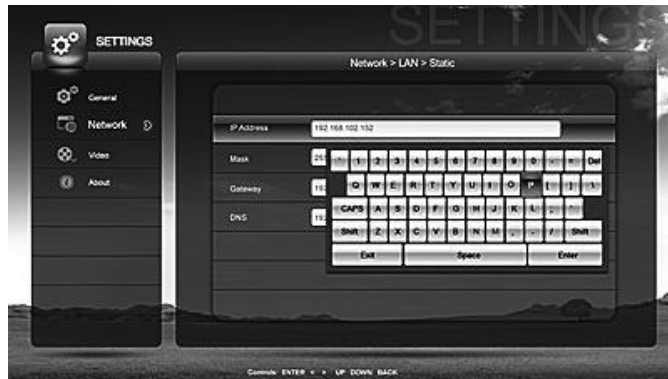 SETTINGS
SETTINGS
Network > LAN > Static
General
Network
Video
About
IP Address 192.168.102.152
Mask
Gateway
DNS
1 2 3 4 5 6 7 8 9 0 - = Del
Q W E R T Y U I O P [ ] \
CAPS A S D F G H J K L ; '
Shift Z X C V B N M , . / Shift
Exit Space Enter
Controls: ENTER < > UP DOWN BACK